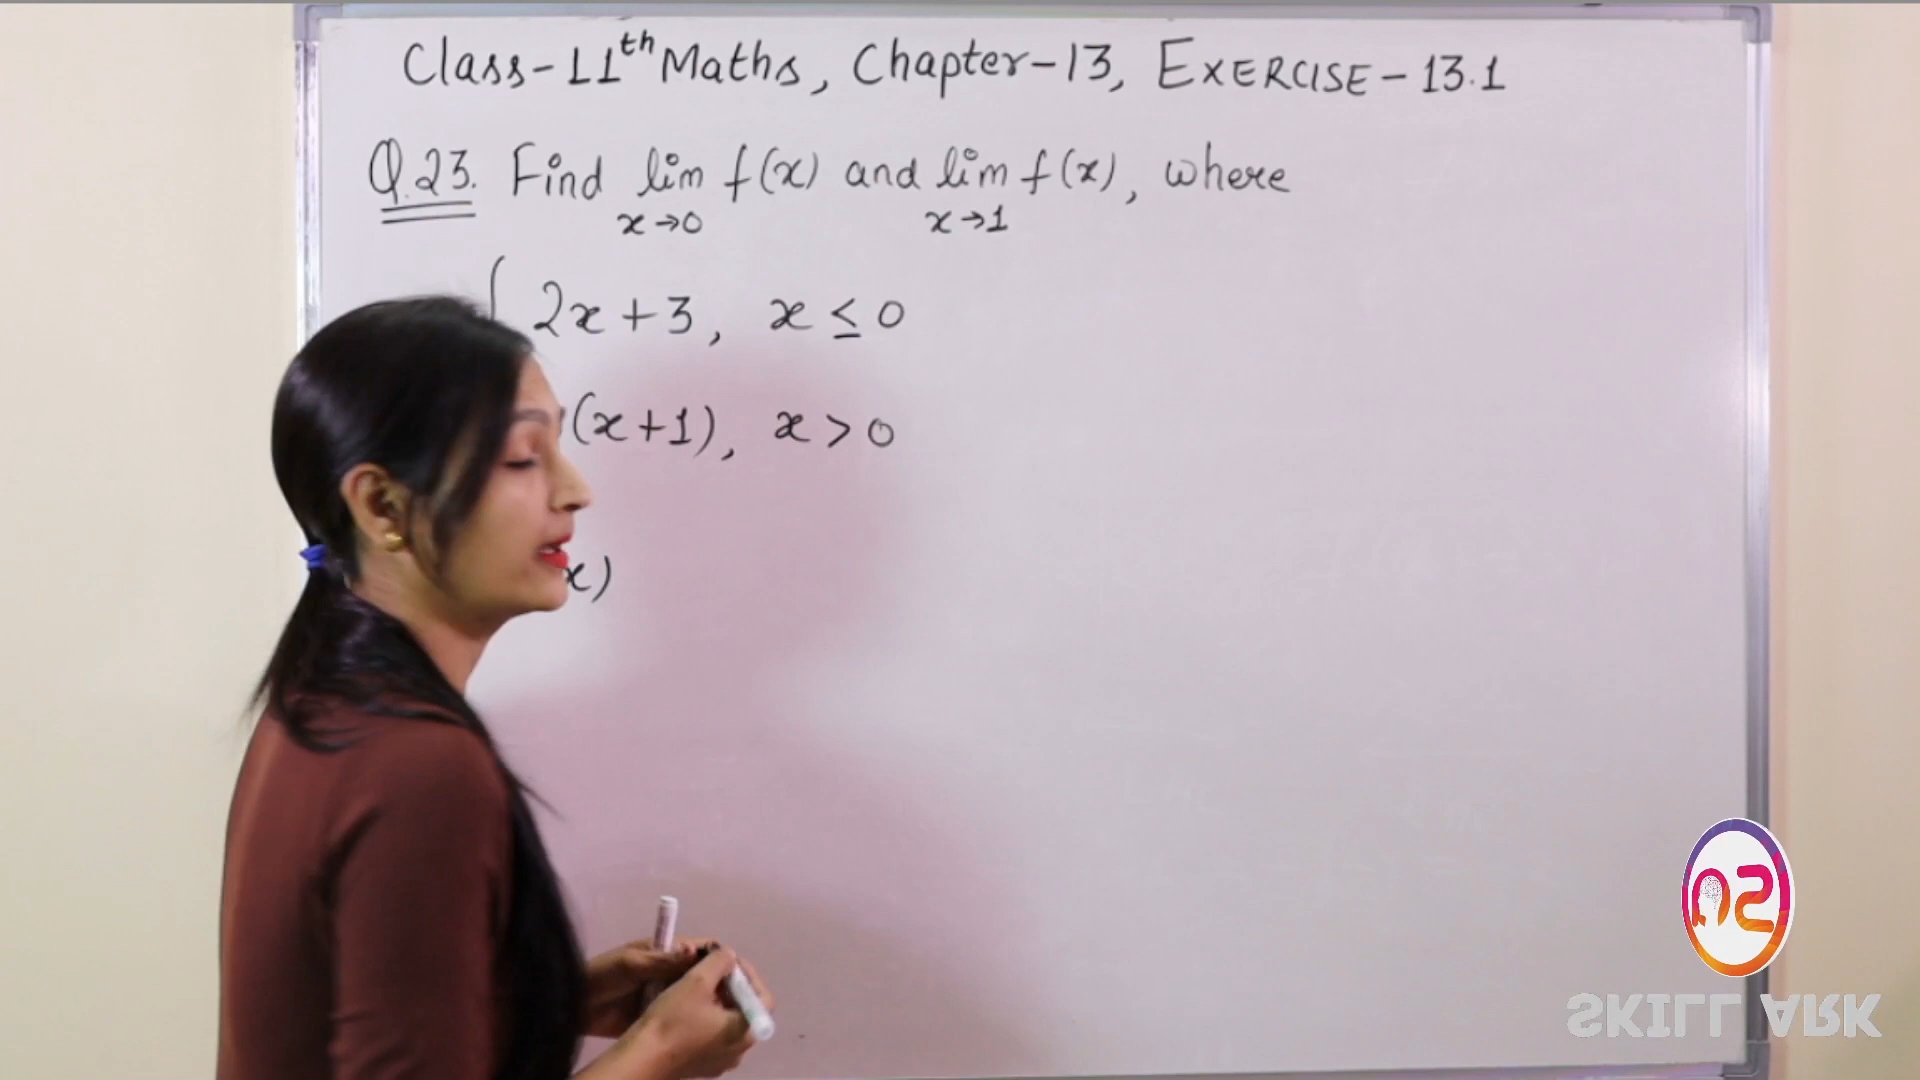 Class-11th Maths, Chapter-13, EXERCISE-13.1
Q.23. Find lim f(x) and lim f(x), where
x→0 x→1
2x+3, x ≤ 0
(x+1), x > 0
x)
SKILL ARK